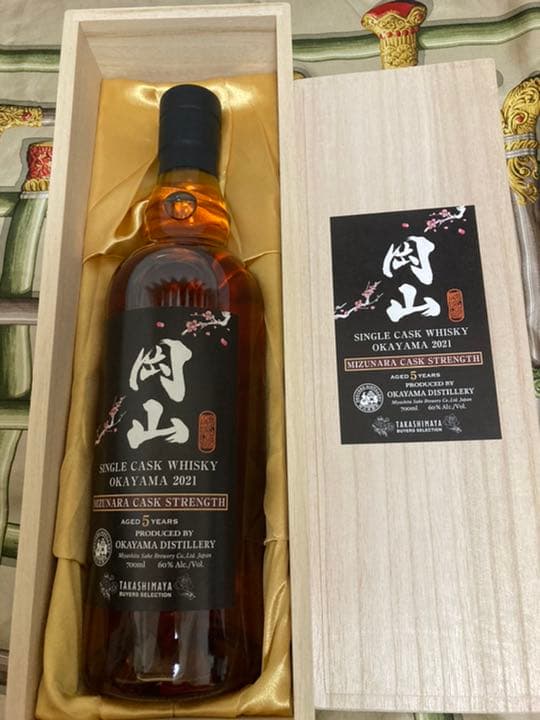 岡山
SINGLE CASK WHISKY
OKAYAMA 2021
MIZUNARA CASK STRENGTH
AGED 5 YEARS
PRODUCED BY
OKAYAMA DISTILLERY
Miyashita Sake Brewery Co.,Ltd. Japan
700ml 60% Alc./Vol.
TAKASHIMAYA
BUYERS SELECTION
岡山
SINGLE CASK WHISKY
OKAYAMA 2021
MIZUNARA CASK STRENGTH
AGED 5 YEARS
PRODUCED BY
OKAYAMA DISTILLERY
Miyashita Sake Brewery Co.,Ltd. Japan
700ml 60% Alc./Vol.
TAKASHIMAYA
BUYERS SELECTION